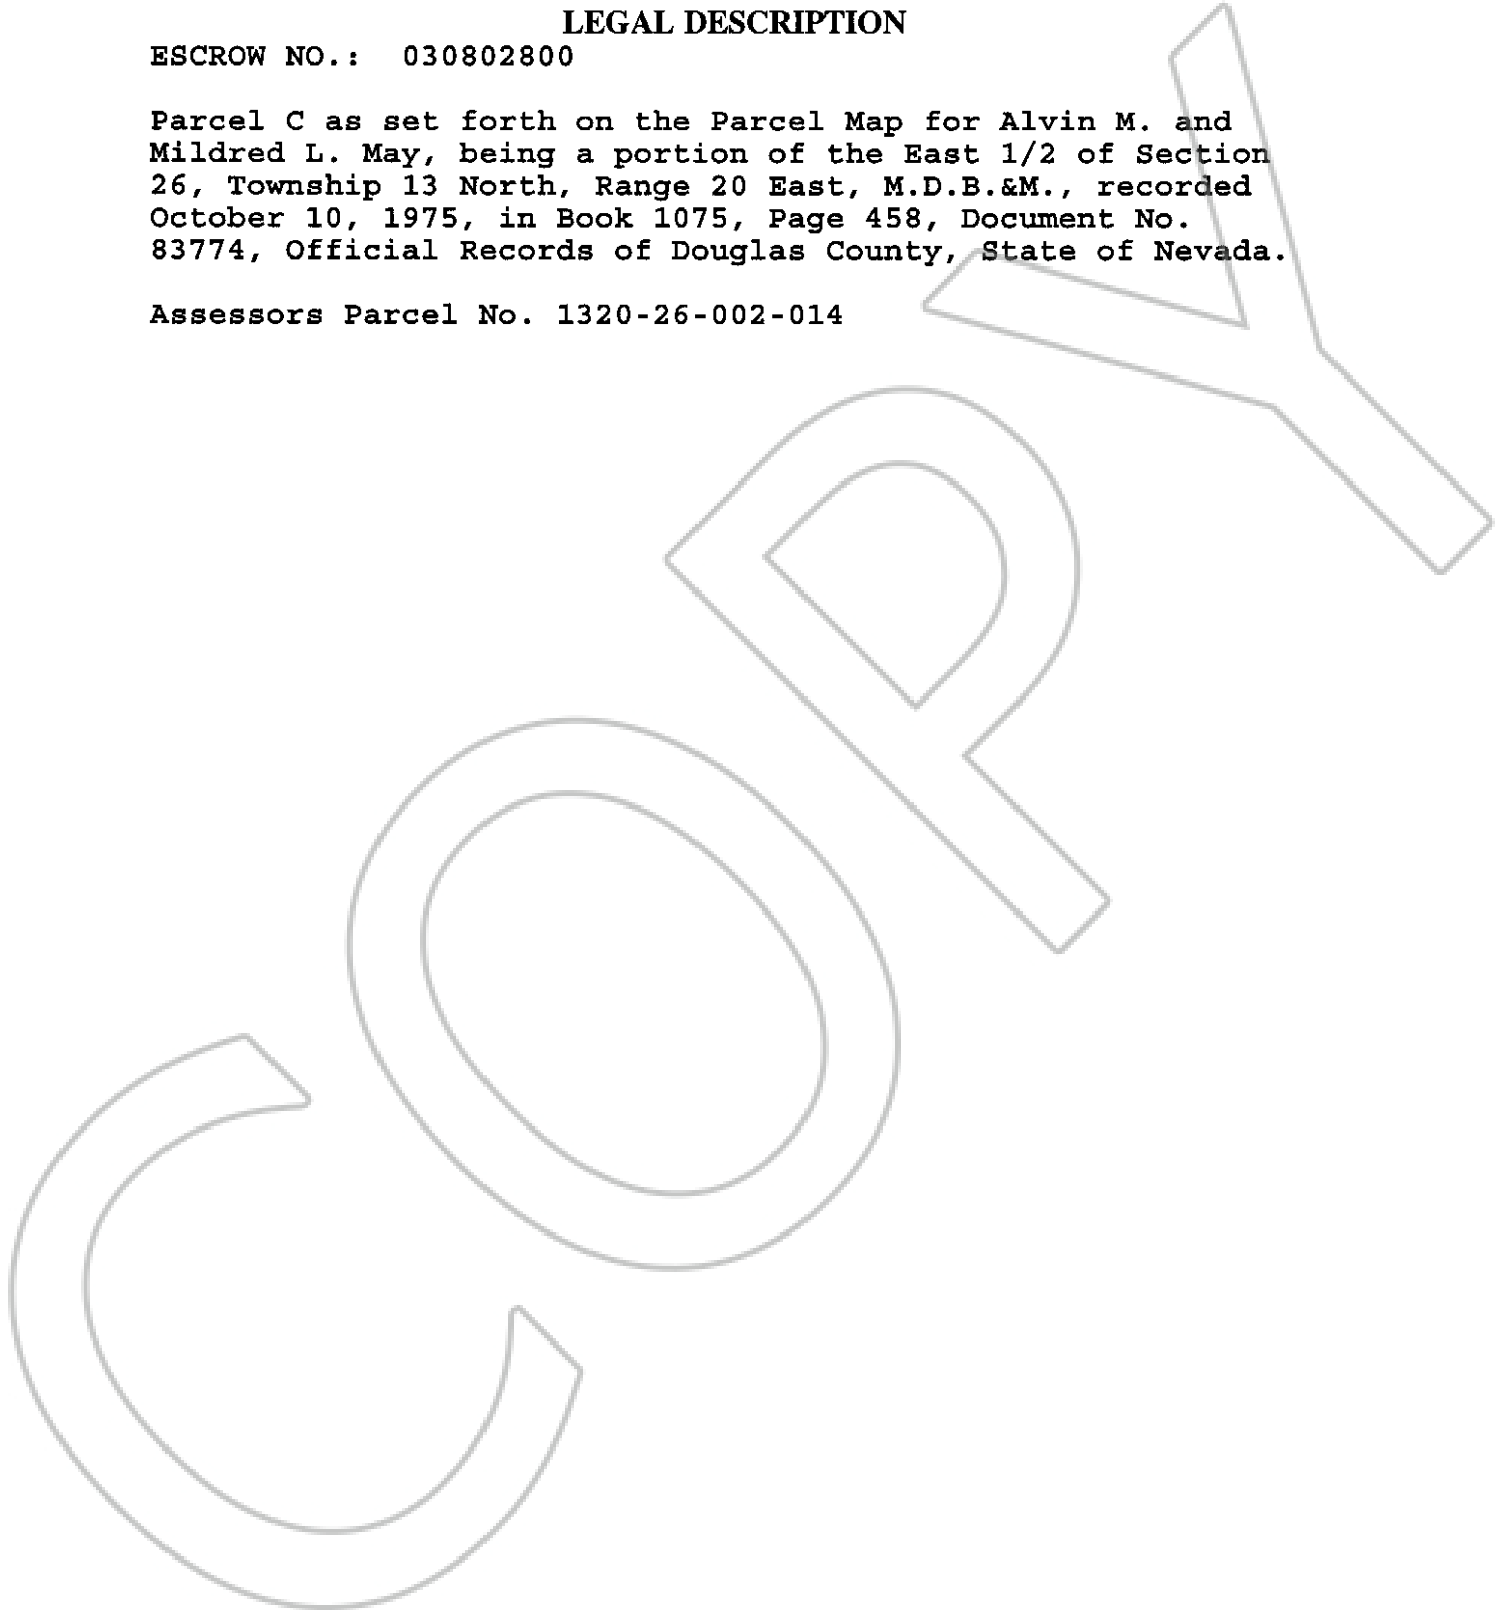 LEGAL DESCRIPTION
ESCROW NO.: 030802800
Parcel C as set forth on the Parcel Map for Alvin M. and
Mildred L. May, being a portion of the East 1/2 of Section
26, Township 13 North, Range 20 East, M.D.B.&M., recorded
October 10, 1975, in Book 1075, Page 458, Document No.
83774, Official Records of Douglas County, State of Nevada.
Assessors Parcel No. 1320-26-002-014
COPY